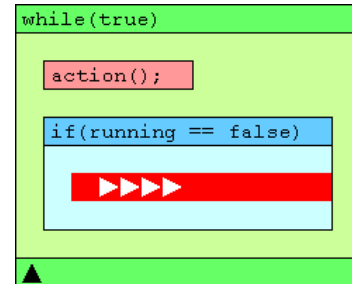 while(true)
action();
if(running == false)